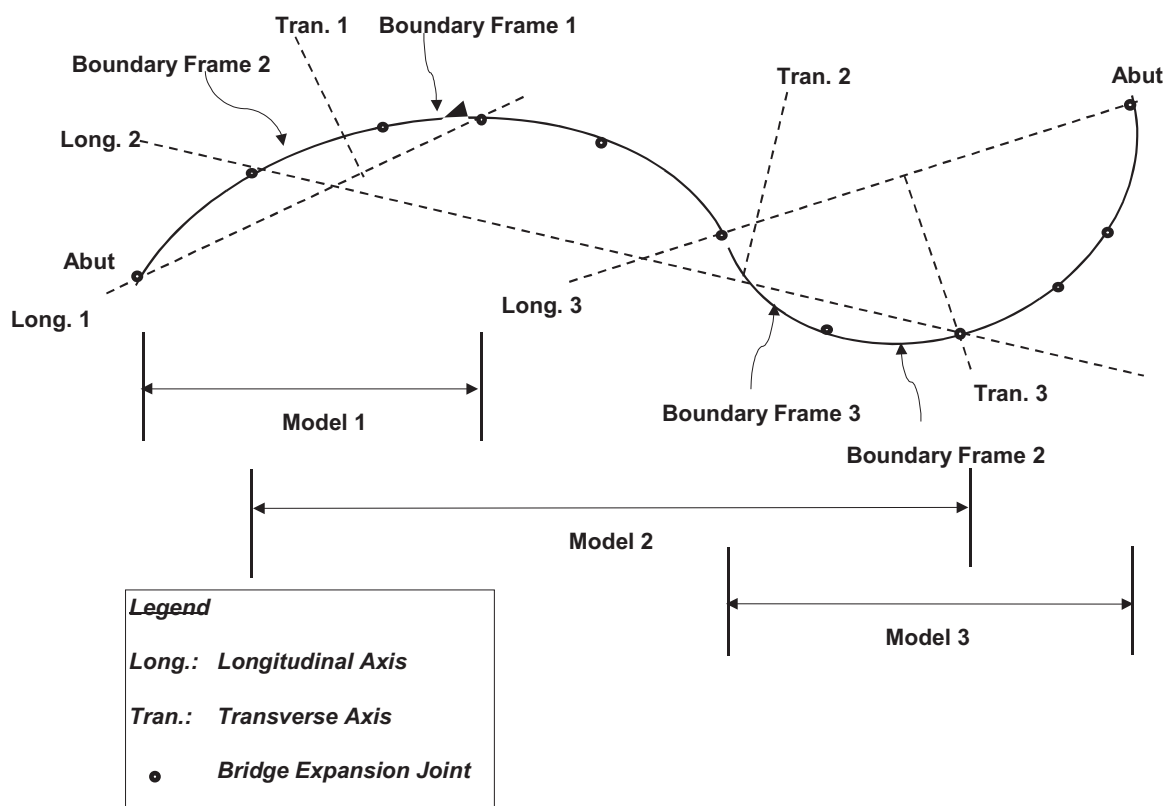 Tran. 1
Boundary Frame 1
Boundary Frame 2
Tran. 2
Abut
Long. 2
Abut
Long. 1
Long. 3
Tran. 3
Boundary Frame 3
Model 1
Boundary Frame 2
Model 2
Model 3
Legend
Long.: Longitudinal Axis
Tran.: Transverse Axis
Bridge Expansion Joint